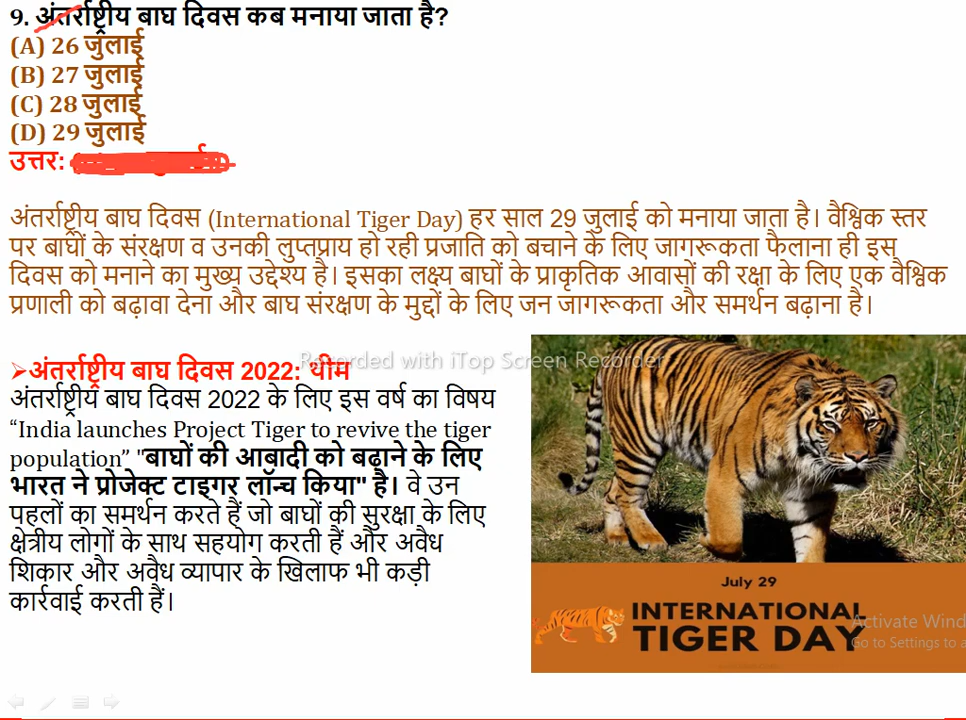 9. अंतर्राष्ट्रीय बाघ दिवस कब मनाया जाता है?
(A) 26 जुलाई
(B) 27 जुलाई
(C) 28 जुलाई
(D) 29 जुलाई
उत्तर:
अंतर्राष्ट्रीय बाघ दिवस (International Tiger Day) हर साल 29 जुलाई को मनाया जाता है। वैश्विक स्तर
पर बाघों के संरक्षण व उनकी लुप्तप्राय हो रही प्रजाति को बचाने के लिए जागरूकता फैलाना ही इस
दिवस को मनाने का मुख्य उद्देश्य है। इसका लक्ष्य बाघों के प्राकृतिक आवासों की रक्षा के लिए एक वैश्विक
प्रणाली को बढ़ावा देना और बाघ संरक्षण के मुद्दों के लिए जन जागरूकता और समर्थन बढ़ाना है।
Recorded with iTop Screen Recorder
➢अंतर्राष्ट्रीय बाघ दिवस 2022: थीम
अंतर्राष्ट्रीय बाघ दिवस 2022 के लिए इस वर्ष का विषय
“India launches Project Tiger to revive the tiger
population” "बाघों की आबादी को बढ़ाने के लिए
भारत ने प्रोजेक्ट टाइगर लॉन्च किया" है। वे उन
पहलों का समर्थन करते हैं जो बाघों की सुरक्षा के लिए
क्षेत्रीय लोगों के साथ सहयोग करती हैं और अवैध
शिकार और अवैध व्यापार के खिलाफ भी कड़ी
कार्रवाई करती हैं।
July 29
INTERNATIONAL
TIGER DAY
Activate Wind
Go to Settings to a